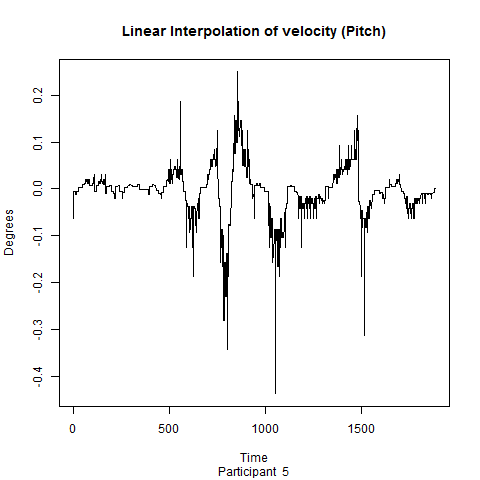 Linear Interpolation of velocity (Pitch)
Degrees
0.2
0.1
0.0
-0.1
-0.2
-0.3
-0.4
0 500 1000 1500
Time
Participant 5